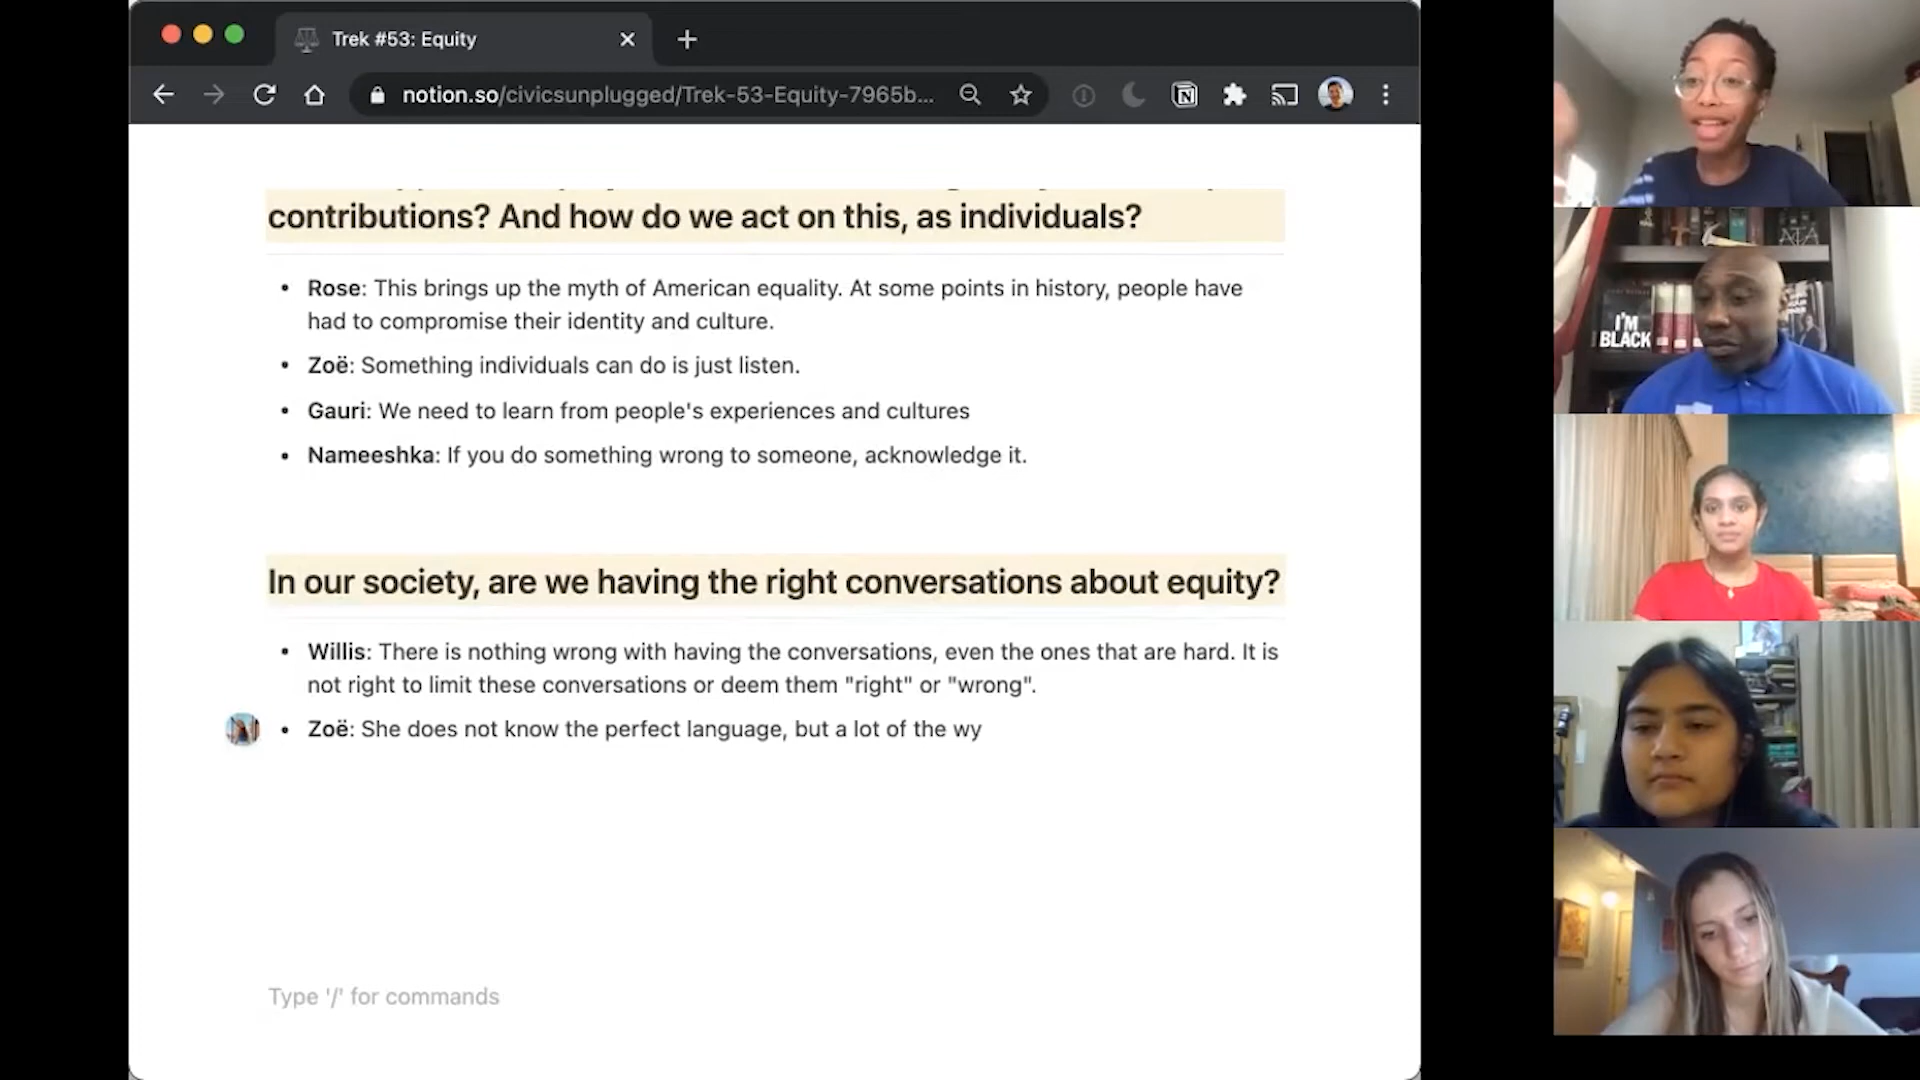 Trek #53: Equity
notion.so/civicsunplugged/Trek-53-Equity-7965b...
contributions? And how do we act on this, as individuals?
• Rose: This brings up the myth of American equality. At some points in history, people have
had to compromise their identity and culture.
• Zoë: Something individuals can do is just listen.
• Gauri: We need to learn from people's experiences and cultures
• Nameeshka: If you do something wrong to someone, acknowledge it.
In our society, are we having the right conversations about equity?
• Willis: There is nothing wrong with having the conversations, even the ones that are hard. It is
not right to limit these conversations or deem them "right" or "wrong".
• Zoë: She does not know the perfect language, but a lot of the wy
Type '/' for commands
ATA
I'M
BLACK